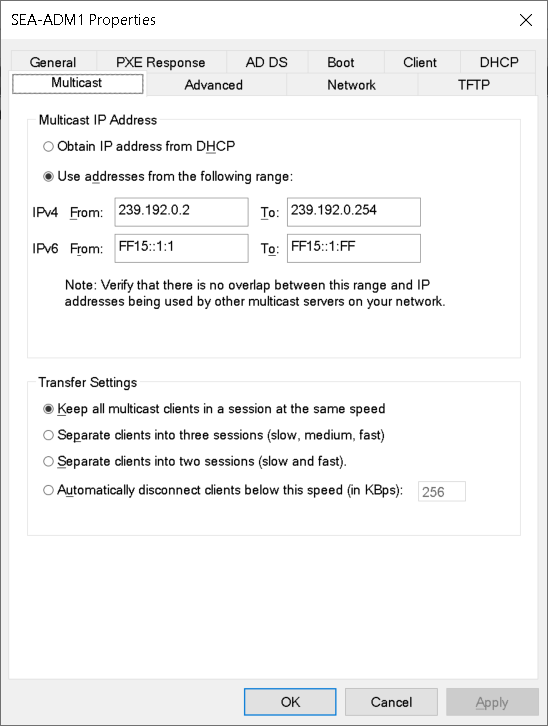 SEA-ADM1 Properties
General PXE Response AD DS Boot Client DHCP
Multicast Advanced Network TFTP
Multicast IP Address
Obtain IP address from DHCP
Use addresses from the following range:
IPv4 From: 239.192.0.2 To: 239.192.0.254
IPv6 From: FF15::1:1 To: FF15::1:FF
Note: Verify that there is no overlap between this range and IP
addresses being used by other multicast servers on your network.
Transfer Settings
Keep all multicast clients in a session at the same speed
Separate clients into three sessions (slow, medium, fast)
Separate clients into two sessions (slow and fast).
Automatically disconnect clients below this speed (in KBps): 256
OK Cancel Apply